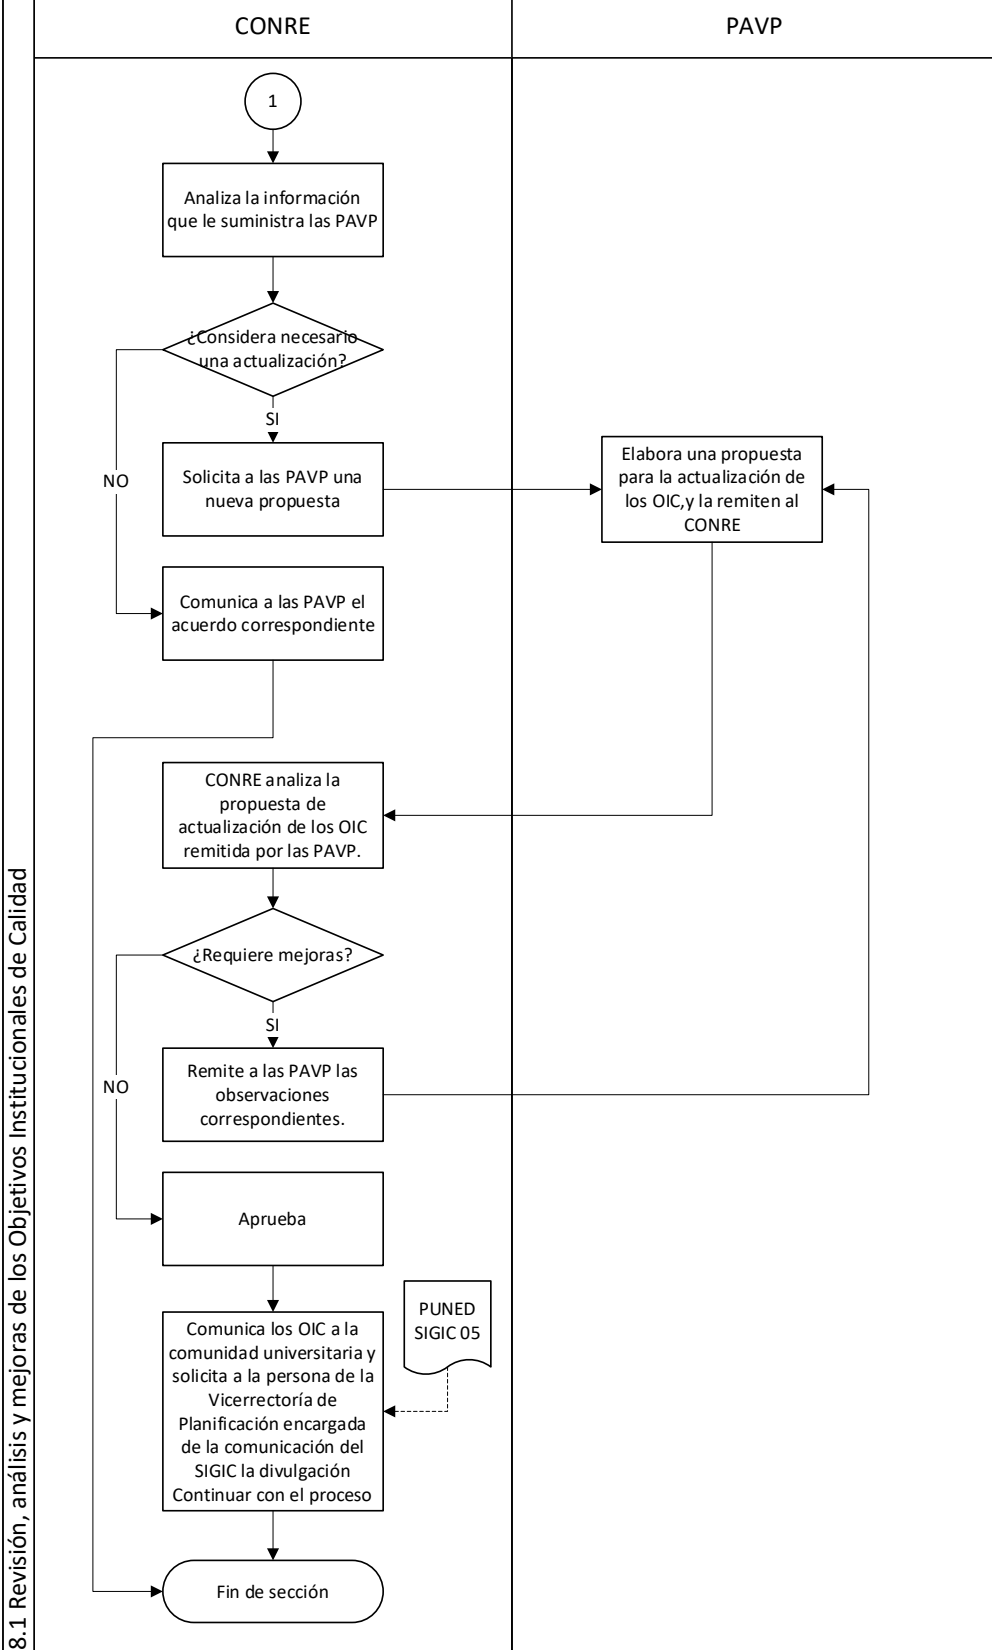 CONRE
PAVP
8.1 Revisión, análisis y mejoras de los Objetivos Institucionales de Calidad
1
Analiza la información
que le suministra las PAVP
¿Considera necesario
una actualización?
SI
NO
Solicita a las PAVP una
nueva propuesta
Elabora una propuesta
para la actualización de
los OIC,y la remiten al
CONRE
Comunica a las PAVP el
acuerdo correspondiente
CONRE analiza la
propuesta de
actualización de los OIC
remitida por las PAVP.
¿Requiere mejoras?
SI
NO
Remite a las PAVP las
observaciones
correspondientes.
Aprueba
PUNED
SIGIC 05
Comunica los OIC a la
comunidad universitaria y
solicita a la persona de la
Vicerrectoría de
Planificación encargada
de la comunicación del
SIGIC la divulgación
Continuar con el proceso
Fin de sección